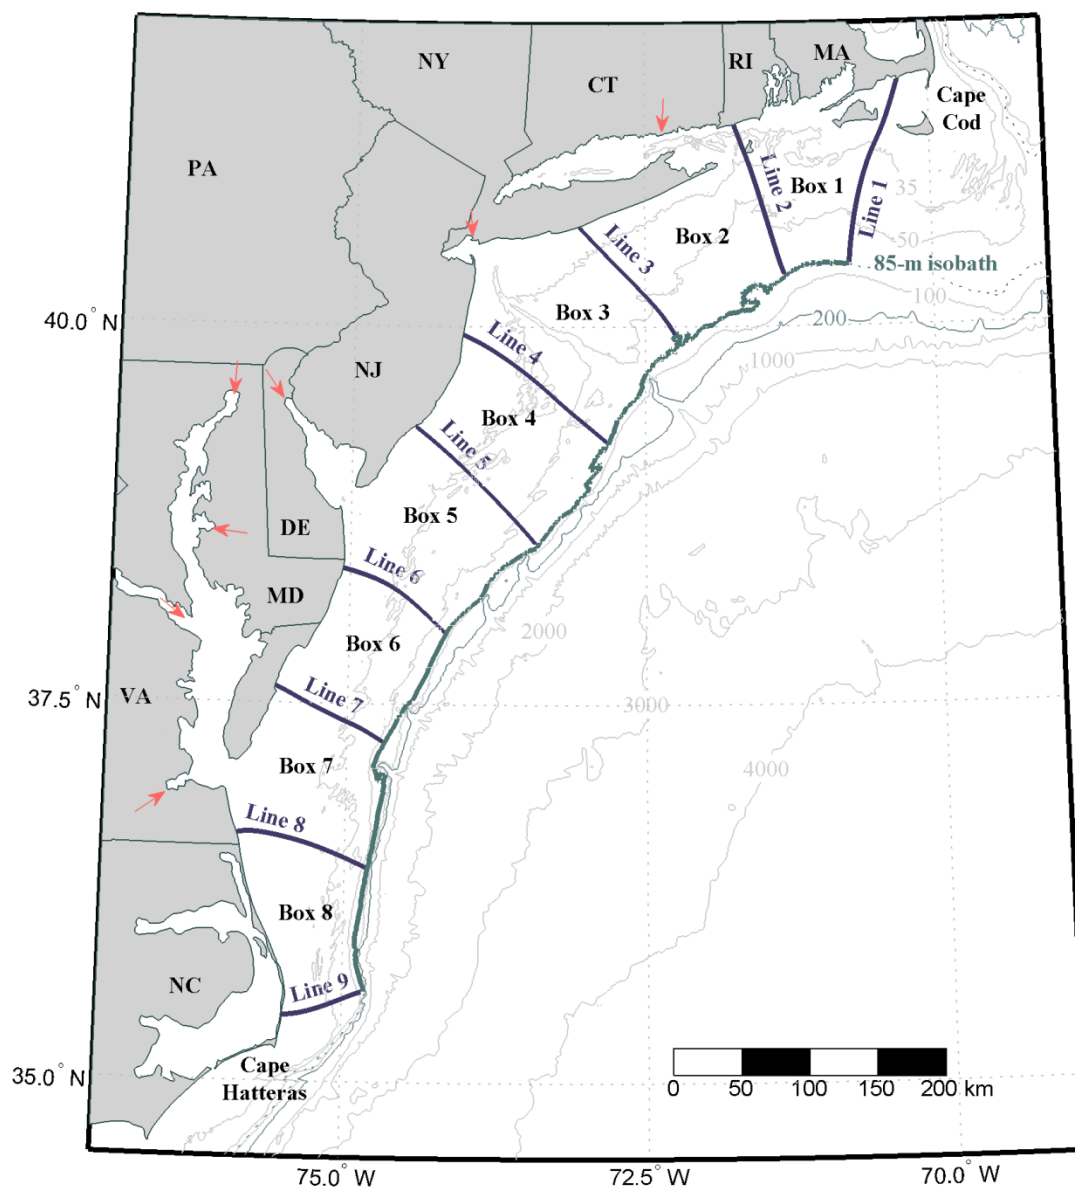 NY
CT
RI
MA
Cape
Cod
PA
Line 2
Box 1
Line 1
35
50
Box 2
Line 3
85-m isobath
100
200
40.0° N
Box 3
Line 4
1000
NJ
Box 4
Line 5
Box 5
DE
Line 6
MD
2000
Box 6
VA
37.5° N
Line 7
3000
Box 7
4000
Line 8
Box 8
NC
Line 9
Cape
Hatteras
35.0° N
0 50 100 150 200 km
75.0° W
72.5° W
70.0° W